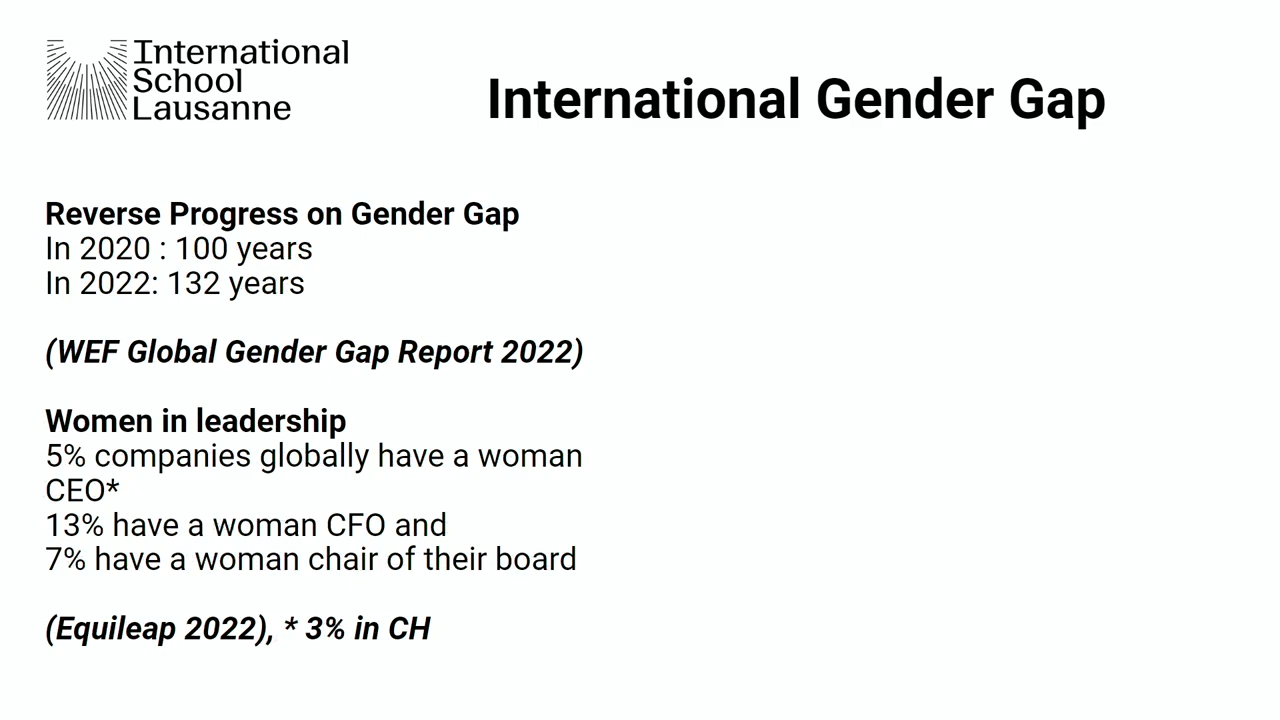 International
School
Lausanne
International Gender Gap
Reverse Progress on Gender Gap
In 2020 : 100 years
In 2022: 132 years
(WEF Global Gender Gap Report 2022)
Women in leadership
5% companies globally have a woman
CEO*
13% have a woman CFO and
7% have a woman chair of their board
(Equileap 2022), * 3% in CH